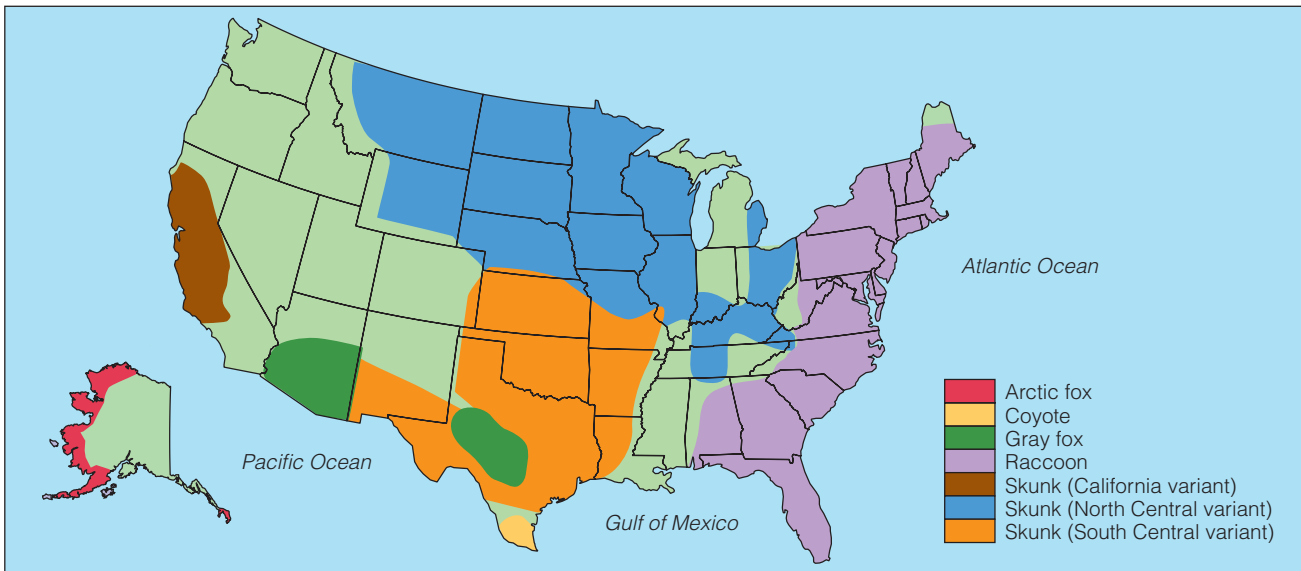 Atlantic Ocean
Pacific Ocean
Gulf of Mexico
Arctic fox
Coyote
Gray fox
Raccoon
Skunk (California variant)
Skunk (North Central variant)
Skunk (South Central variant)